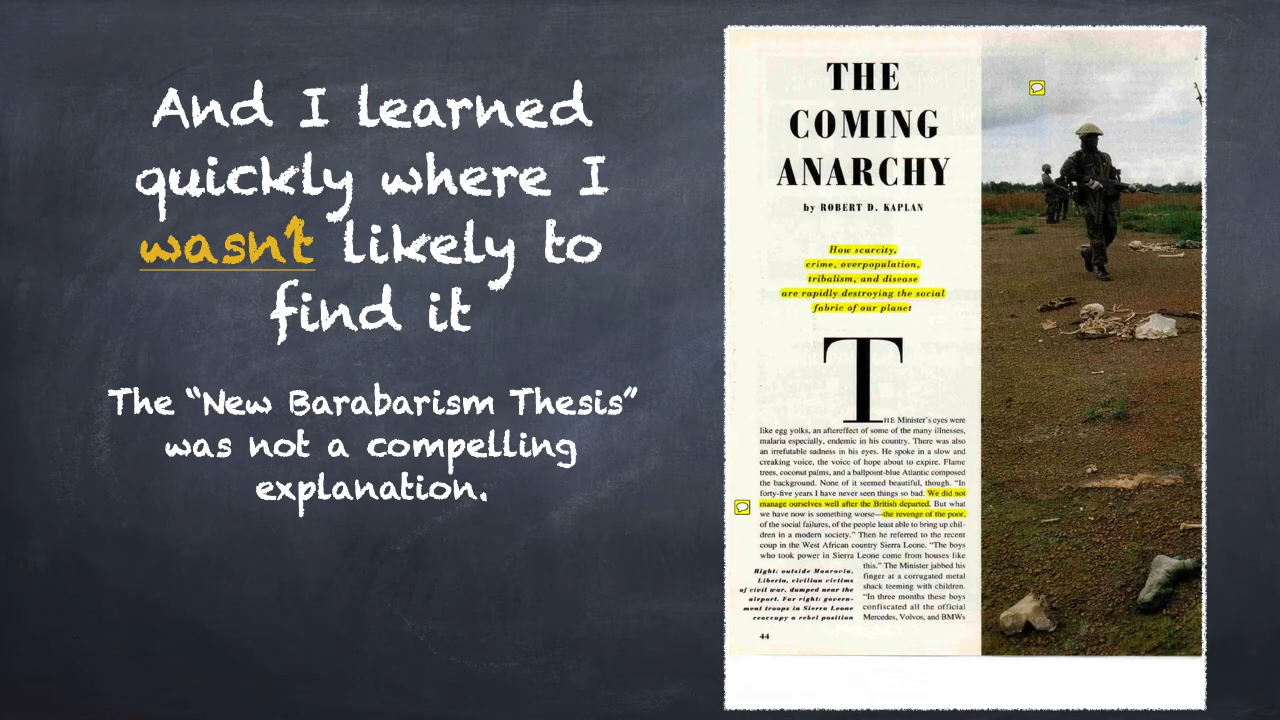 And I learned
quickly where I
wasn't likely to
find it
The “New Barabarism Thesis”
was not a compelling
explanation.
THE
COMING
ANARCHY
by ROBERT D. KAPLAN
How scarcity,
crime, overpopulation,
tribalism, and disease
are rapidly destroying the social
fabric of our planet
THE Minister's eyes were
like egg yolks, an aftereffect of some of the many illnesses,
malaria especially, endemic in his country. There was also
an irrefutable sadness in his eyes. He spoke in a slow and
creaking voice, the voice of hope about to expire. Flame
trees, coconut palms, and a ballpoint-blue Atlantic composed
the background. None of it seemed beautiful, though. “In
forty-five years I have never seen things so bad. We did not
manage ourselves well after the British departed. But what
we have now is something worse—the revenge of the poor,
of the social failures, of the people least able to bring up chil-
dren in a modern society.” Then he referred to the recent
coup in the West African country Sierra Leone. “The boys
who took power in Sierra Leone come from houses like
this.” The Minister jabbed his
finger at a corrugated metal
shack teeming with children.
“In three months these boys
confiscated all the official
Mercedes, Volvos, and BMWs
Right: outside Monrovia,
Liberia, civilian victims
of civil war, dumped near the
airport. Far right: govern-
ment troops in Sierra Leone
reoccupy a rebel position
44